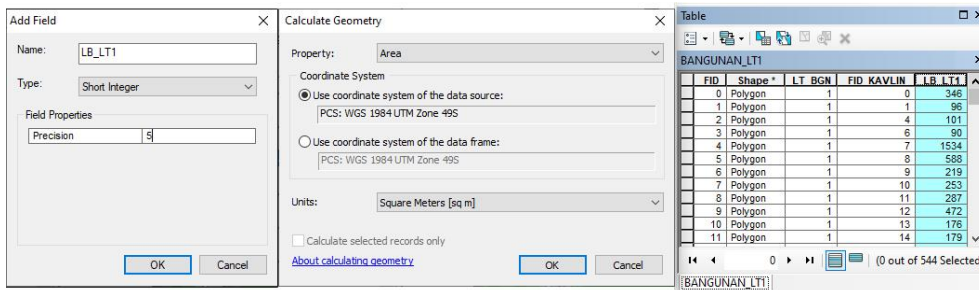 Add Field
Name: LB_LT1
Type: Short Integer
Field Properties
Precision 5
OK Cancel
Calculate Geometry
Property: Area
Coordinate System
Use coordinate system of the data source:
PCS: WGS 1984 UTM Zone 49S
Use coordinate system of the data frame:
PCS: WGS 1984 UTM Zone 49S
Units: Square Meters [sq m]
Calculate selected records only
About calculating geometry
OK Cancel
Table
BANGUNAN_LT1
FID Shape * LT_BGN FID_KAVLIN LB_LT1
0 Polygon 1 0 346
1 Polygon 1 1 96
2 Polygon 1 4 101
3 Polygon 1 6 90
4 Polygon 1 7 1534
5 Polygon 1 8 588
6 Polygon 1 9 219
7 Polygon 1 10 253
8 Polygon 1 11 287
9 Polygon 1 12 472
10 Polygon 1 13 176
11 Polygon 1 14 179
0 (0 out of 544 Selected
BANGUNAN_LT1